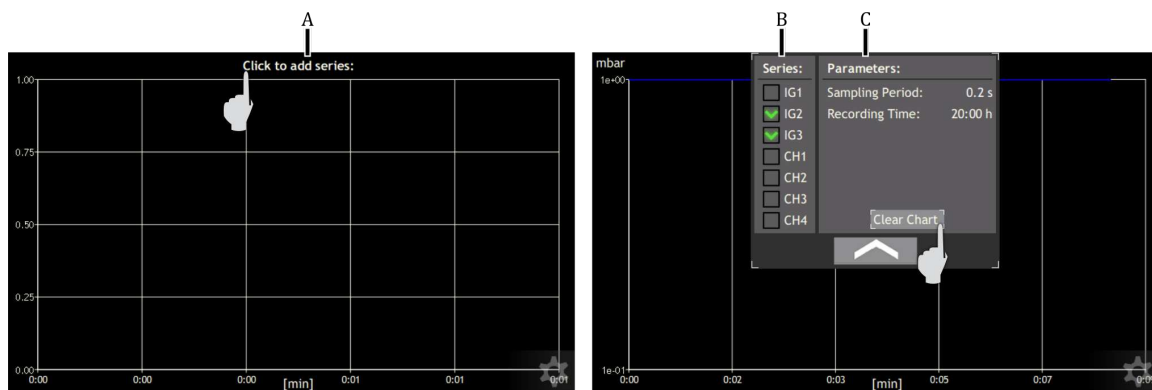 A
Click to add series:
1.00
0.75
0.50
0.25
0.00
0:00 0:00 0:00 0:01 0:01 0:01
[min]
B C
mbar
1e+00
Series: Parameters:
IG1 Sampling Period: 0.2 s
IG2 Recording Time: 20:00 h
IG3
CH1
CH2
CH3
CH4 Clear Chart
1e-01
0:00 0:02 0:03 0:05 0:07
[min]